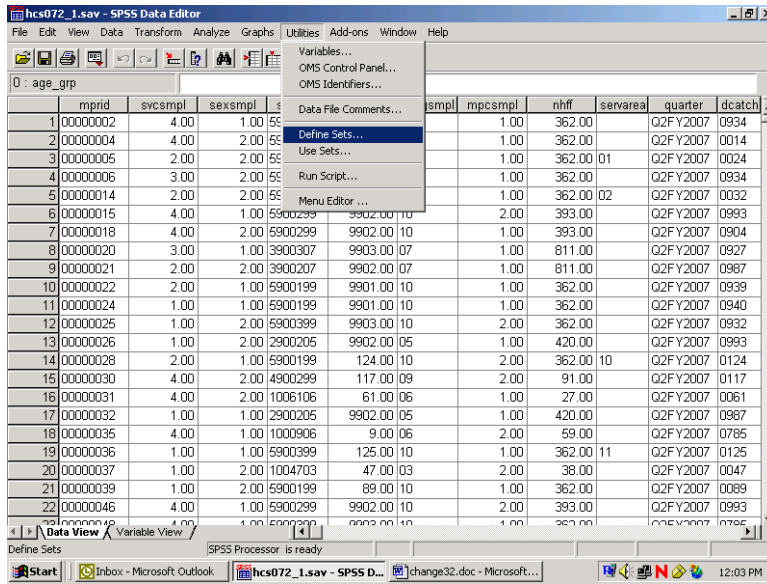 hcs072_1.sav - SPSS Data Editor
File Edit View Data Transform Analyze Graphs Utilities Add-ons Window Help
Variables...
OMS Control Panel...
OMS Identifiers...
Data File Comments...
Define Sets...
Use Sets...
Run Script...
Menu Editor ...
0 : age_grp
mprid svcsmpl sexsmpl mpcsmpl nhff servarea quarter dcatch
1 00000002 4.00 1.00 1.00 362.00 Q2FY2007 0934
2 00000004 4.00 2.00 1.00 362.00 Q2FY2007 0014
3 00000005 2.00 2.00 1.00 362.00 01 Q2FY2007 0024
4 00000006 3.00 2.00 1.00 362.00 Q2FY2007 0934
5 00000014 2.00 2.00 1.00 362.00 02 Q2FY2007 0032
6 00000015 4.00 1.00 5900299 9902.00 10 2.00 393.00 Q2FY2007 0993
7 00000018 4.00 2.00 5900299 9902.00 10 1.00 393.00 Q2FY2007 0904
8 00000020 3.00 1.00 3900307 9903.00 07 1.00 811.00 Q2FY2007 0927
9 00000021 2.00 2.00 3900207 9902.00 07 1.00 811.00 Q2FY2007 0987
10 00000022 2.00 1.00 5900199 9901.00 10 1.00 362.00 Q2FY2007 0939
11 00000024 1.00 1.00 5900199 9901.00 10 1.00 362.00 Q2FY2007 0940
12 00000025 1.00 2.00 5900399 9903.00 10 2.00 362.00 Q2FY2007 0932
13 00000026 1.00 2.00 2900205 9902.00 05 1.00 420.00 Q2FY2007 0993
14 00000028 2.00 1.00 5900199 124.00 10 2.00 362.00 10 Q2FY2007 0124
15 00000030 4.00 2.00 4900299 117.00 09 2.00 91.00 Q2FY2007 0117
16 00000031 4.00 2.00 1006106 61.00 06 1.00 27.00 Q2FY2007 0061
17 00000032 1.00 1.00 2900205 9902.00 05 1.00 420.00 Q2FY2007 0987
18 00000035 4.00 1.00 1000906 9.00 06 2.00 59.00 Q2FY2007 0785
19 00000036 1.00 1.00 5900399 125.00 10 1.00 362.00 11 Q2FY2007 0125
20 00000037 1.00 2.00 1004703 47.00 03 2.00 38.00 Q2FY2007 0047
21 00000039 1.00 2.00 5900199 89.00 10 1.00 362.00 Q2FY2007 0089
22 00000046 4.00 1.00 5900299 9902.00 10 2.00 393.00 Q2FY2007 0993
Data View Variable View
Define Sets SPSS Processor is ready
Start Inbox - Microsoft Outlook hcs072_1.sav - SPSS D... change32.doc - Microsoft... 12:03 PM